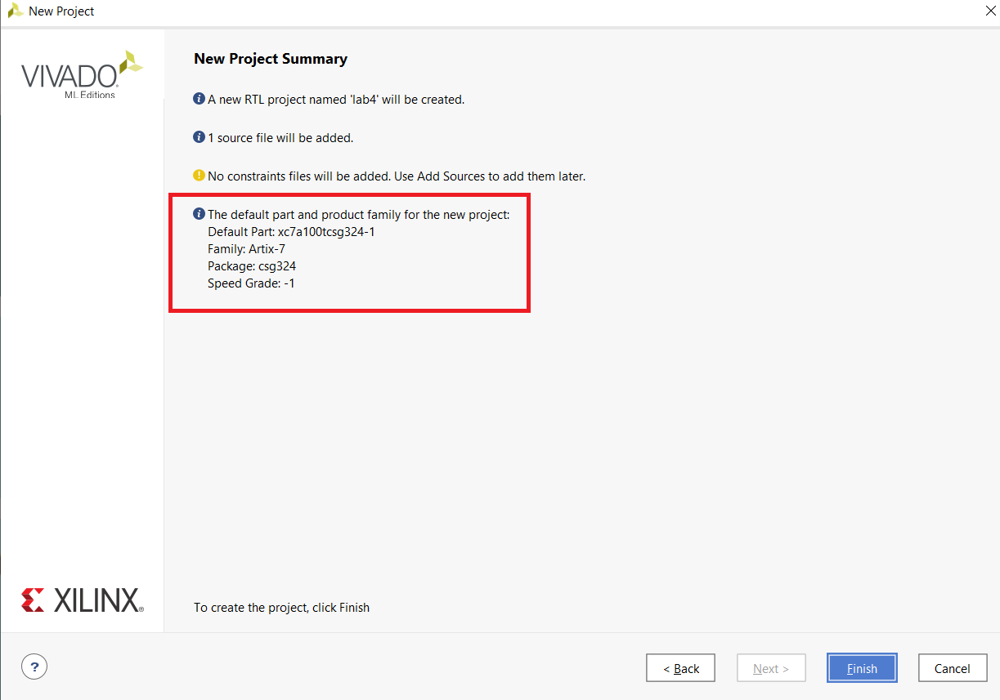 New Project
VIVADO
ML Editions
New Project Summary
A new RTL project named 'lab4' will be created.
1 source file will be added.
No constraints files will be added. Use Add Sources to add them later.
The default part and product family for the new project:
Default Part: xc7a100tcsg324-1
Family: Artix-7
Package: csg324
Speed Grade: -1
XILINX®
To create the project, click Finish
?
< Back
Next >
Finish
Cancel